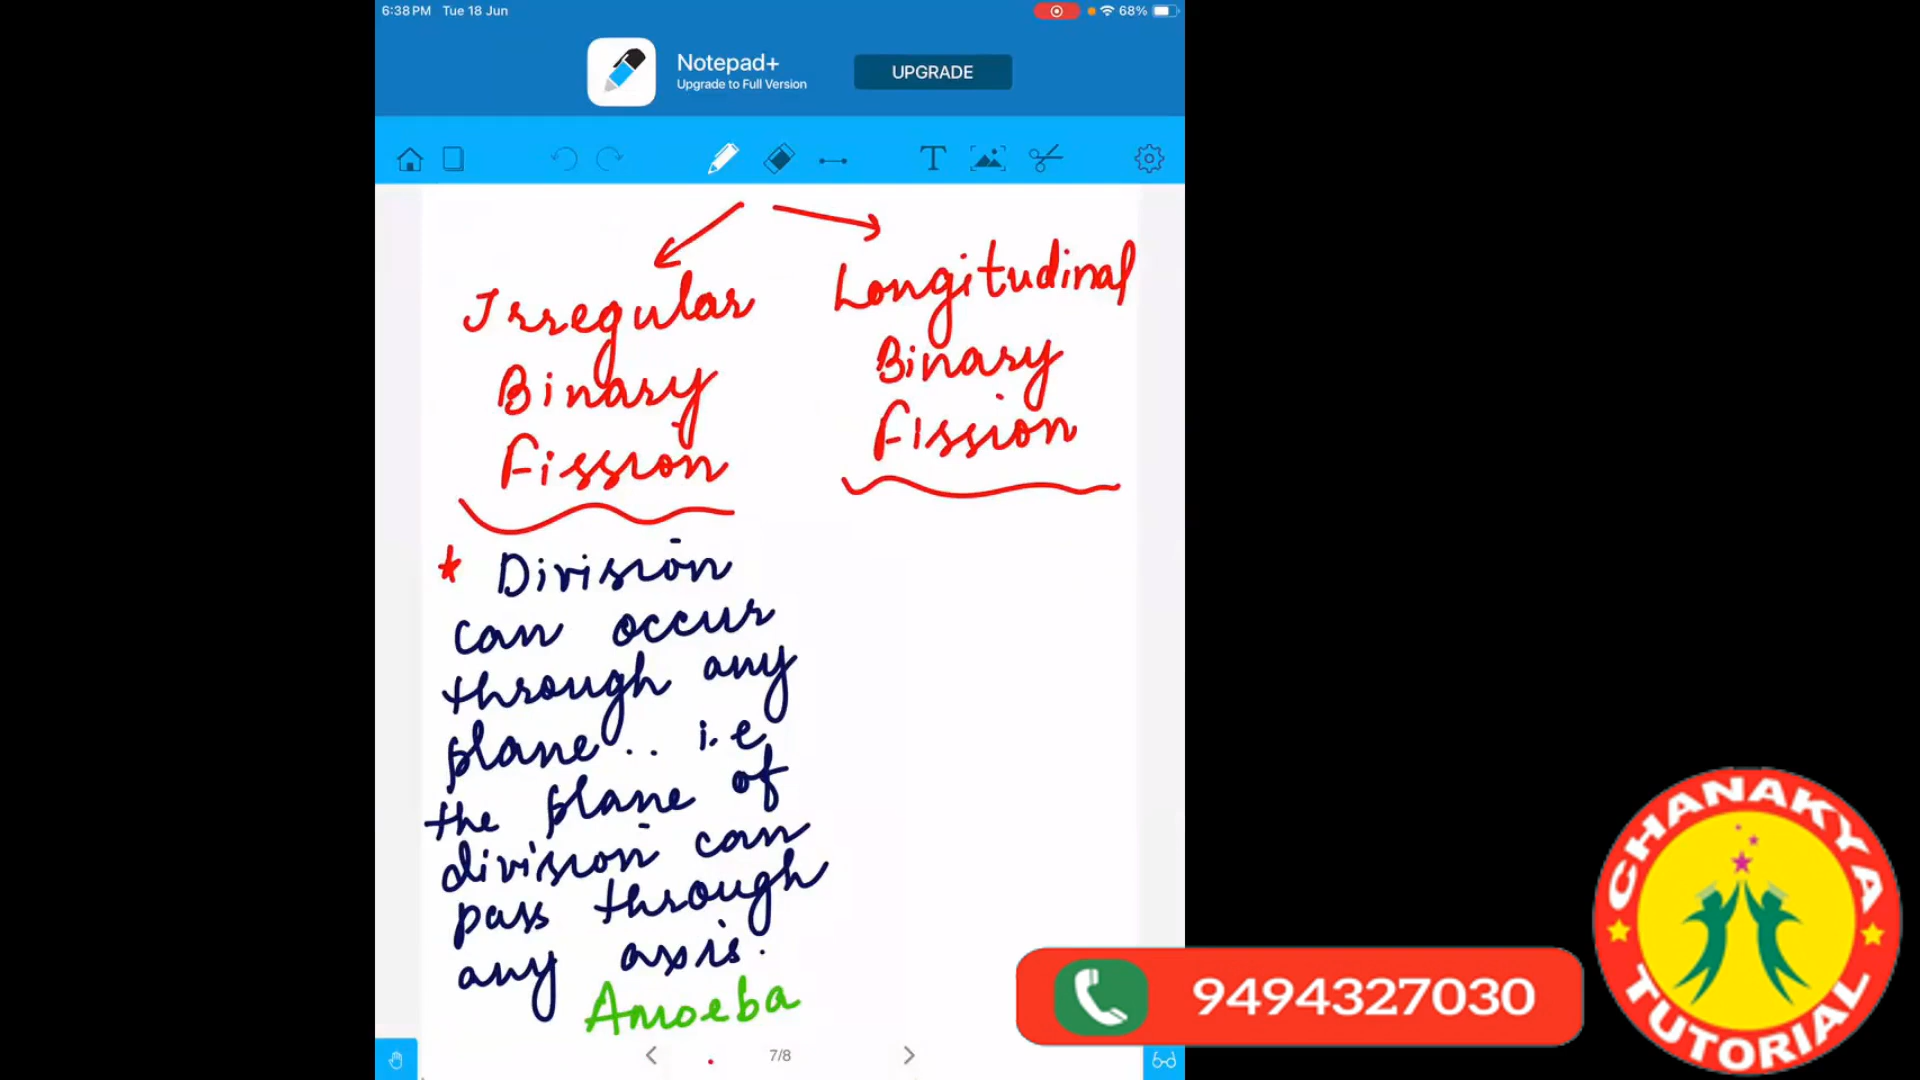 6:38 PM Tue 18 Jun
68%
Notepad+
Upgrade to Full Version
UPGRADE
T
Irregular
Binary
Fission
Longitudinal
Binary
Fission
* Division
can occur
through any
plane .. i.e
the plane of
division can
pass through
any axis.
Amoeba
7/8
9494327030
CHANAKYA
TUTORIAL